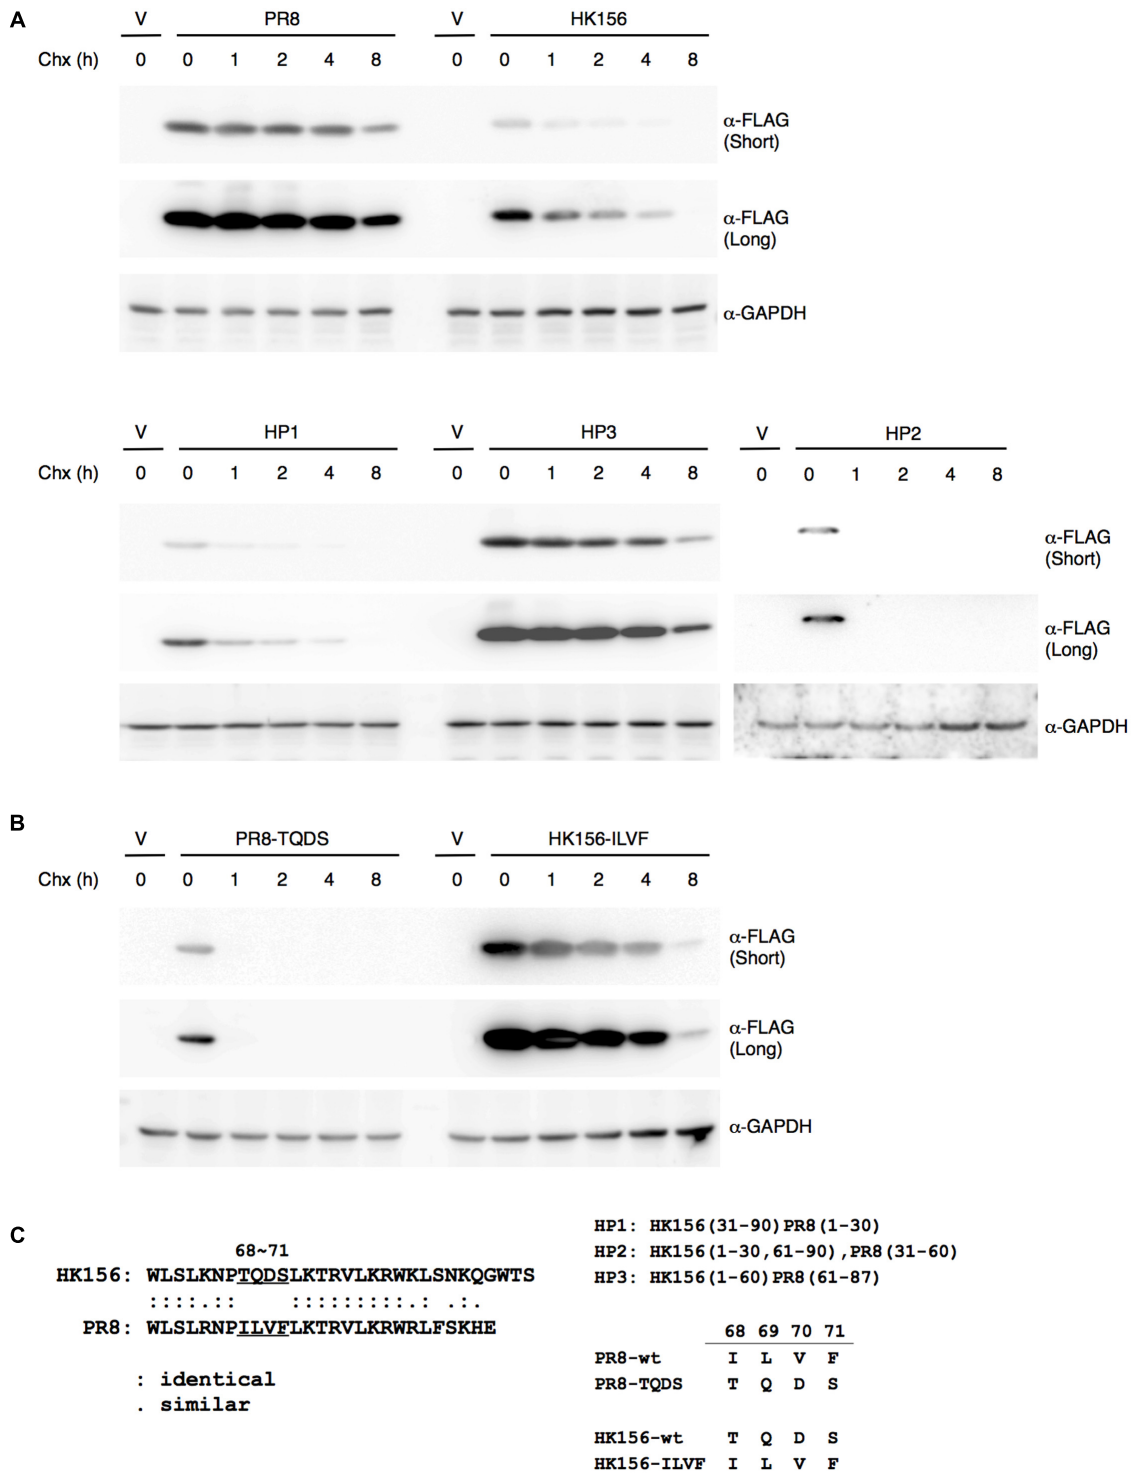 A
V PR8 V HK156
Chx (h) 0 0 1 2 4 8 0 0 1 2 4 8
α-FLAG
(Short)
α-FLAG
(Long)
α-GAPDH
V HP1 V HP3 V HP2
Chx (h) 0 0 1 2 4 8 0 0 1 2 4 8 0 0 1 2 4 8
α-FLAG
(Short)
α-FLAG
(Long)
α-GAPDH
B
V PR8-TQDS V HK156-ILVF
Chx (h) 0 0 1 2 4 8 0 0 1 2 4 8
α-FLAG
(Short)
α-FLAG
(Long)
α-GAPDH
C
68~71
HK156: WLSLKNPTQDSLKTRVLKRWKLSNKQGWTS
::::.:: :::::::::.: .:.
PR8: WLSLRNPILVFLKTRVLKRWRLFSKHE
: identical
. similar
HP1: HK156(31-90)PR8(1-30)
HP2: HK156(1-30,61-90),PR8(31-60)
HP3: HK156(1-60)PR8(61-87)
68 69 70 71
PR8-wt I L V F
PR8-TQDS T Q D S
HK156-wt T Q D S
HK156-ILVF I L V F